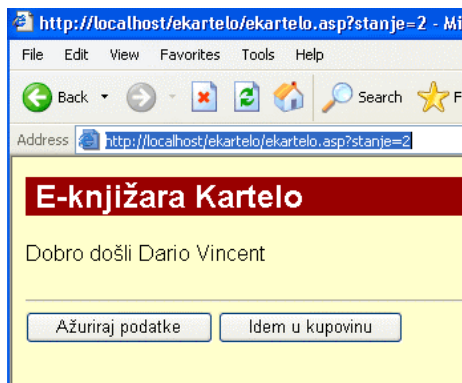 http://localhost/ekartelo/ekartelo.asp?stanje=2 - Mi
File Edit View Favorites Tools Help
Back Search F
Address http://localhost/ekartelo/ekartelo.asp?stanje=2
E-knjižara Kartelo
Dobro došli Dario Vincent
Ažuriraj podatke Idem u kupovinu